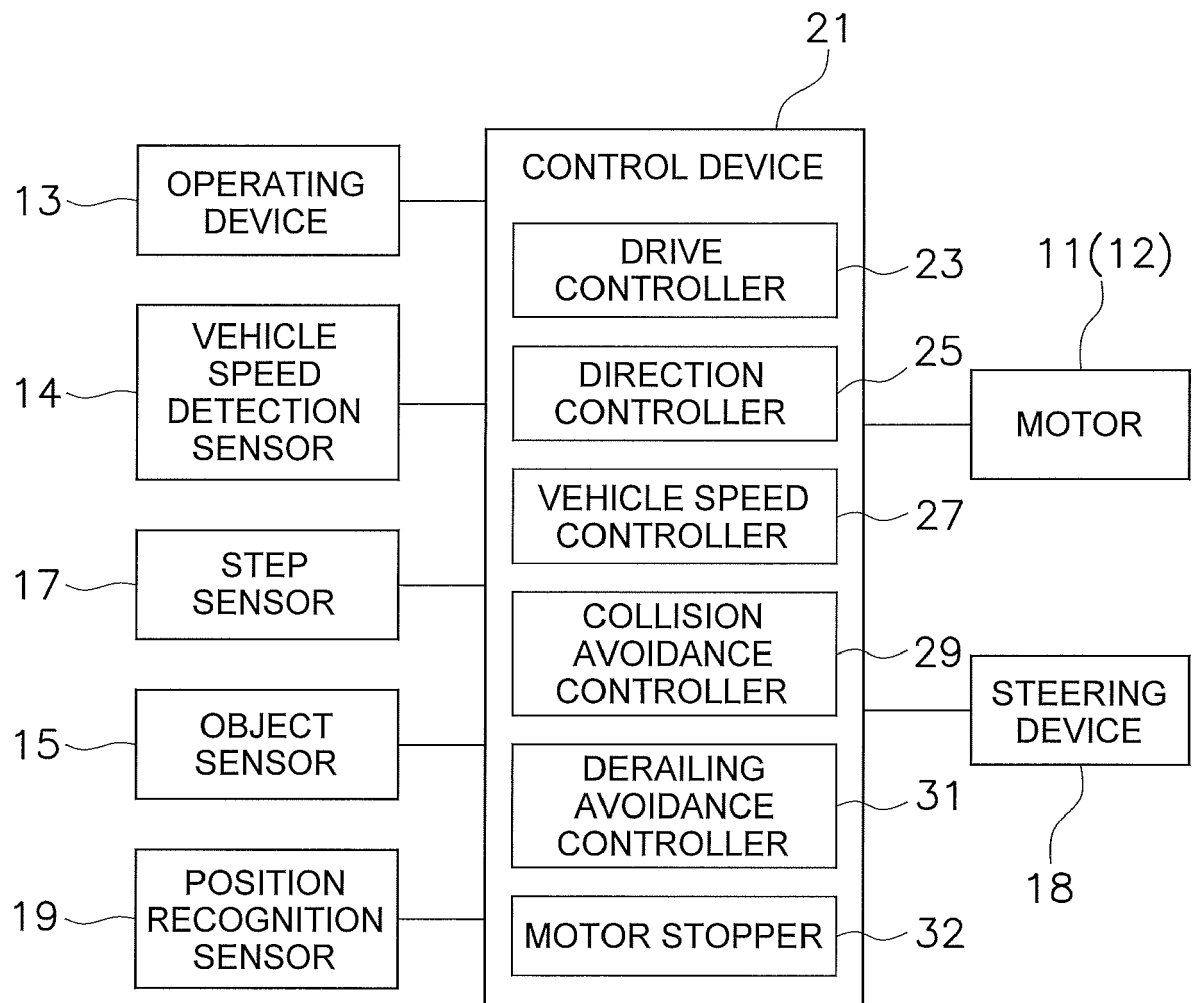 21
CONTROL DEVICE
13
OPERATING
DEVICE
14
VEHICLE
SPEED
DETECTION
SENSOR
17
STEP
SENSOR
15
OBJECT
SENSOR
19
POSITION
RECOGNITION
SENSOR
DRIVE
CONTROLLER
23
DIRECTION
CONTROLLER
25
VEHICLE SPEED
CONTROLLER
27
COLLISION
AVOIDANCE
CONTROLLER
29
DERAILING
AVOIDANCE
CONTROLLER
31
MOTOR STOPPER
32
11(12)
MOTOR
STEERING
DEVICE
18